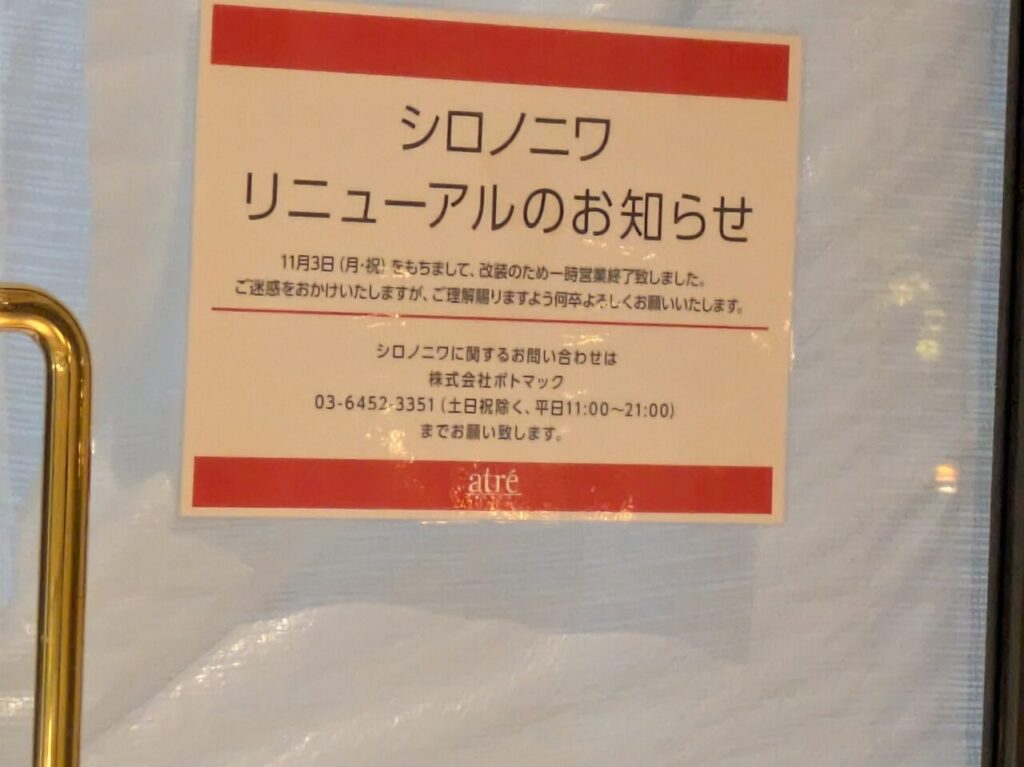 シロノニワ
リニューアルのお知らせ
11月3日（月・祝）をもちまして、改装のため一時営業終了致しました。
ご迷惑をおかけいたしますが、ご理解賜りますよう何卒よろしくお願いいたします。
シロノニワに関するお問い合わせは
株式会社ポトマック
03-6452-3351（土日祝除く、平日11:00～21:00）
までお願い致します。
atré